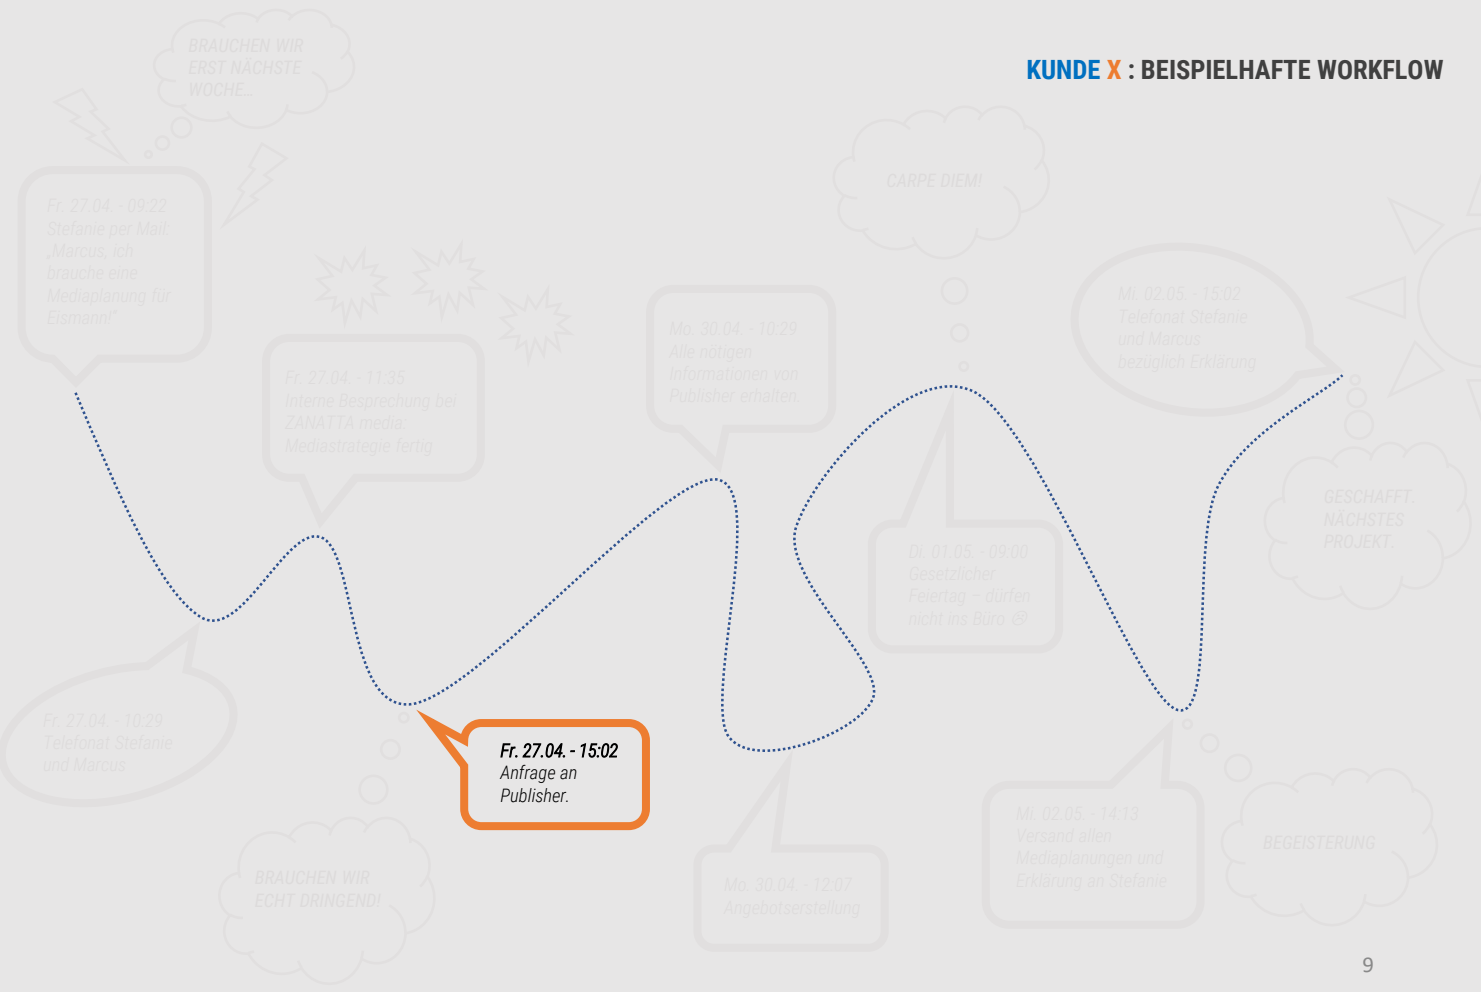 BRAUCHEN WIR
ERST NÄCHSTE
WOCHE…
KUNDE X : BEISPIELHAFTE WORKFLOW
CARPE DIEM!
Fr. 27.04. - 09:22
Stefanie per Mail:
„Marcus, ich
brauche eine
Mediaplanung für
Eismann!“
Fr. 27.04. - 11:35
Interne Besprechung bei
ZANATTA media:
Mediastrategie fertig
Mo. 30.04. - 10:29
Alle nötigen
Informationen von
Publisher erhalten.
Mi. 02.05. - 15:02
Telefonat Stefanie
und Marcus
bezüglich Erklärung
GESCHAFFT.
NÄCHSTES
PROJEKT.
Di. 01.05. - 09:00
Gesetzlicher
Feiertag – dürfen
nicht ins Büro ☹
Fr. 27.04. - 10:29
Telefonat Stefanie
und Marcus
Fr. 27.04. - 15:02
Anfrage an
Publisher.
BRAUCHEN WIR
ECHT DRINGEND!
Mo. 30.04. - 12:07
Angebotserstellung
Mi. 02.05. - 14:13
Versand allen
Mediaplanungen und
Erklärung an Stefanie
BEGEISTERUNG
9